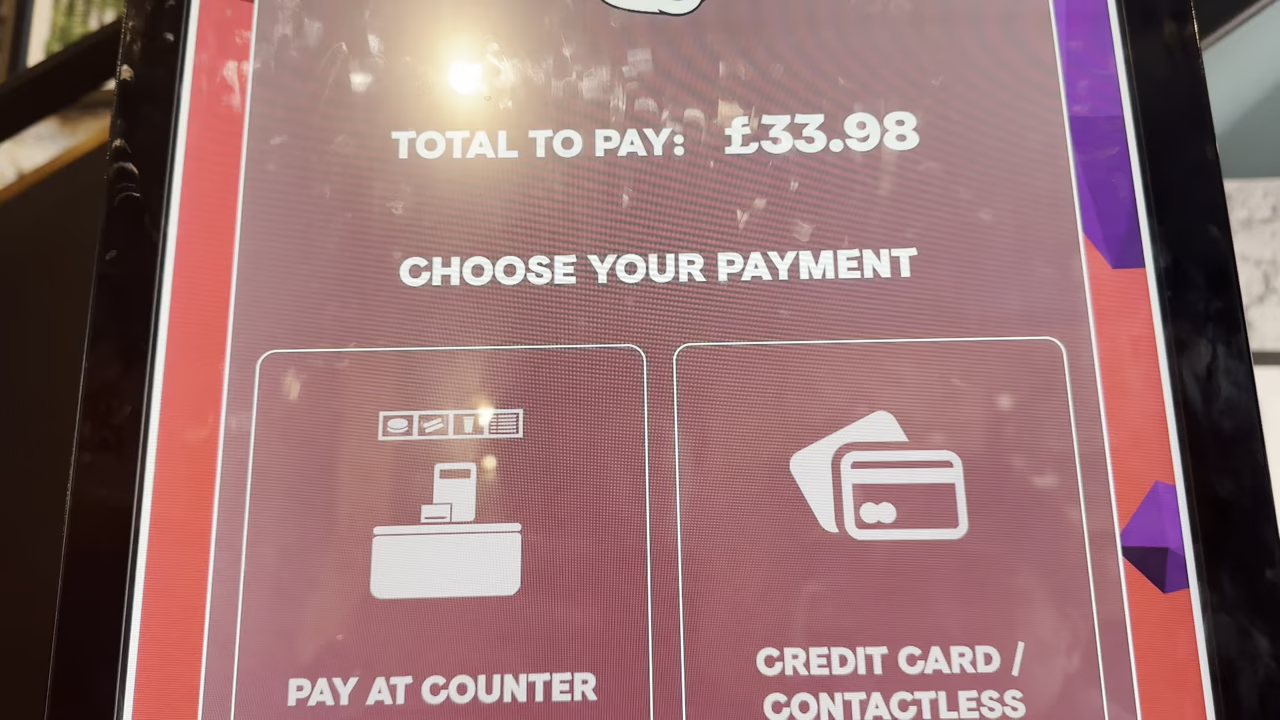 TOTAL TO PAY: £33.98
CHOOSE YOUR PAYMENT
PAY AT COUNTER
CREDIT CARD /
CONTACTLESS